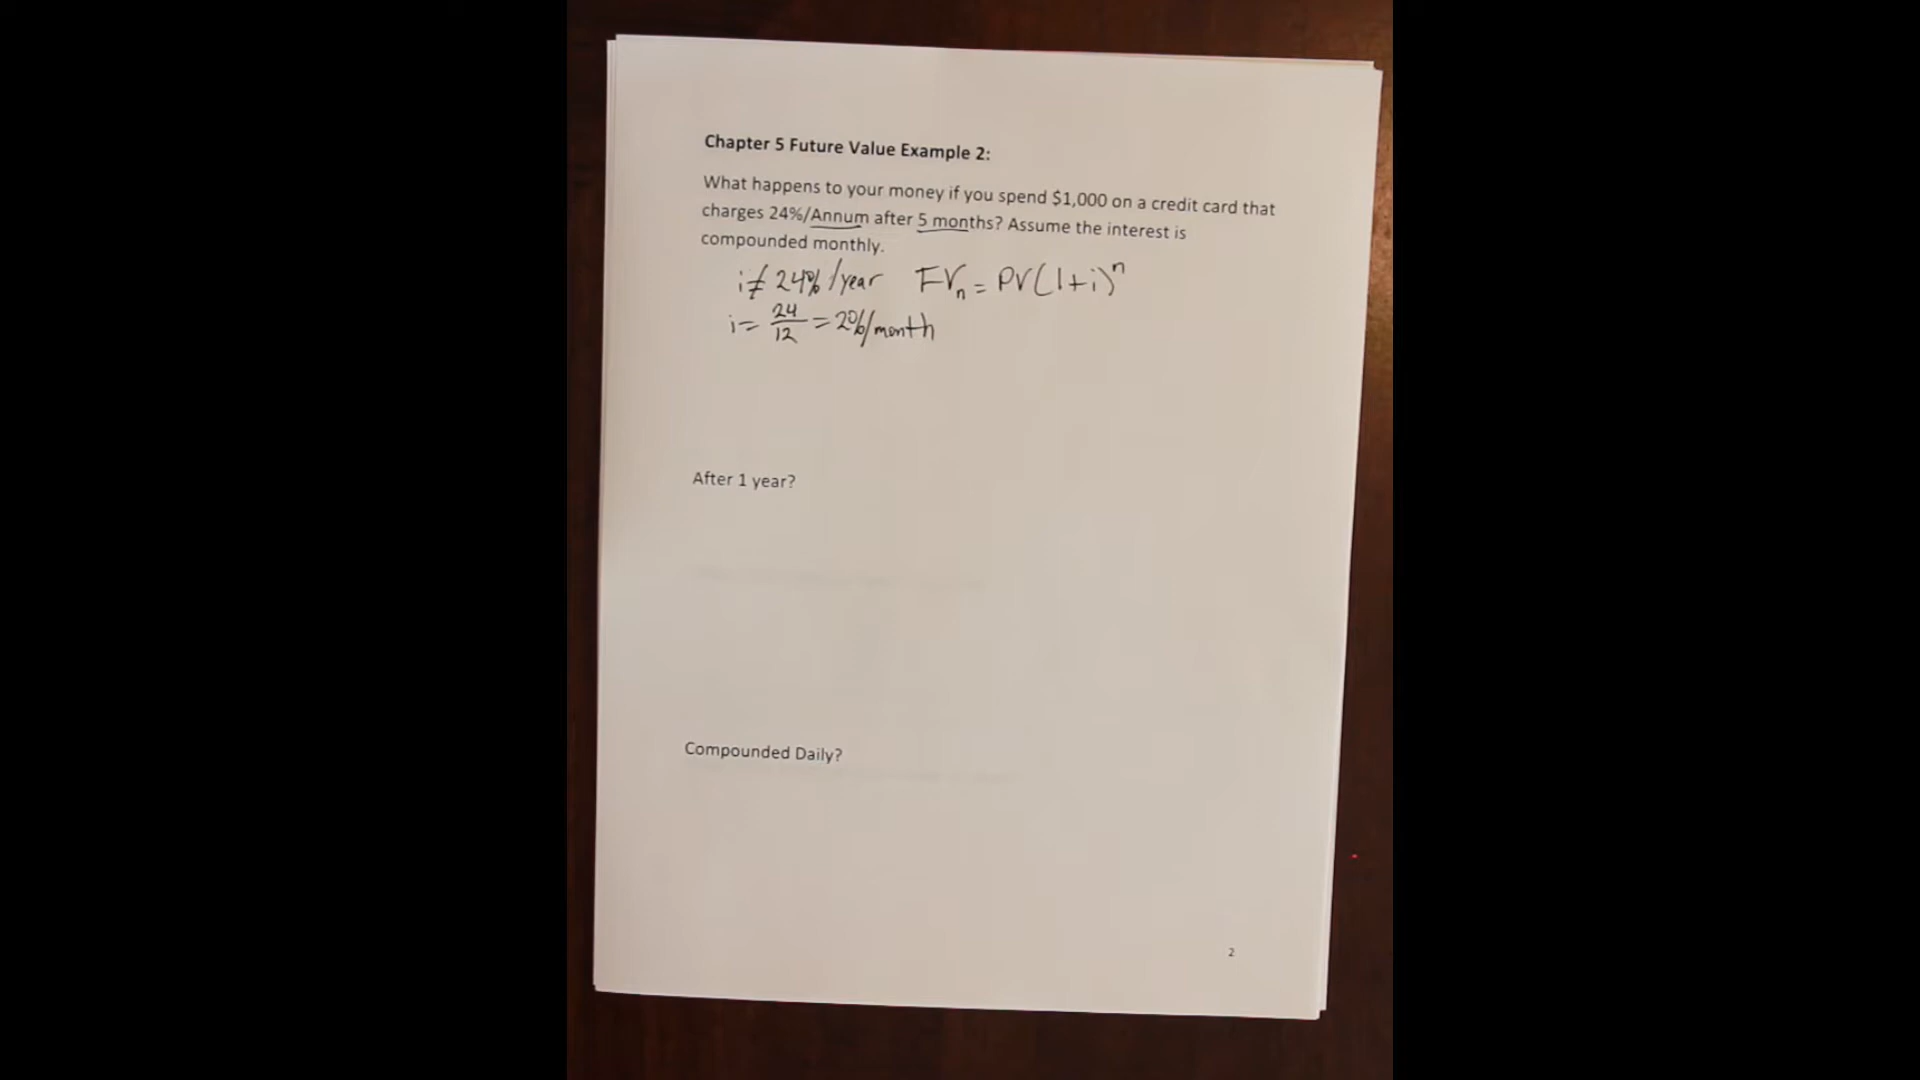 Chapter 5 Future Value Example 2:
What happens to your money if you spend $1,000 on a credit card that
charges 24%/Annum after 5 months? Assume the interest is
compounded monthly.
i ≠ 24%/year FVₙ = PV(1+i)ⁿ
i = 24/12 = 2%/month
After 1 year?
Compounded Daily?
2